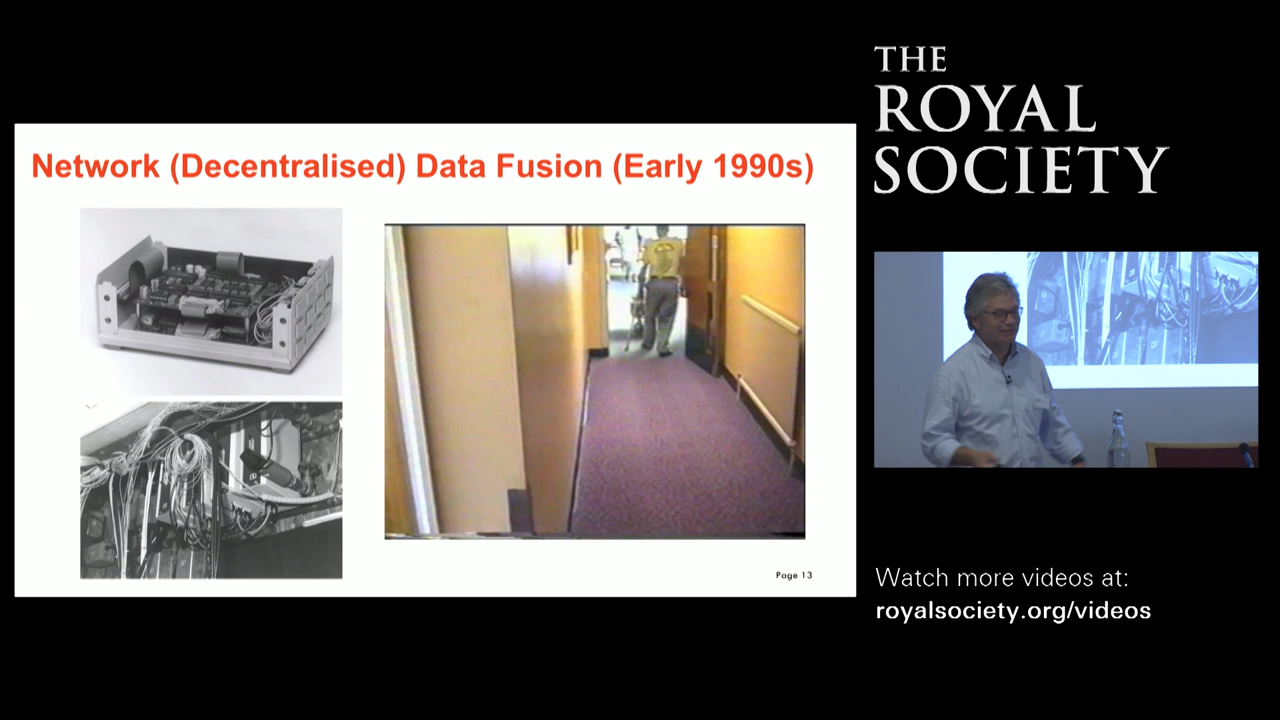 Network (Decentralised) Data Fusion (Early 1990s)
Page 13
THE
ROYAL
SOCIETY
Watch more videos at:
royalsociety.org/videos